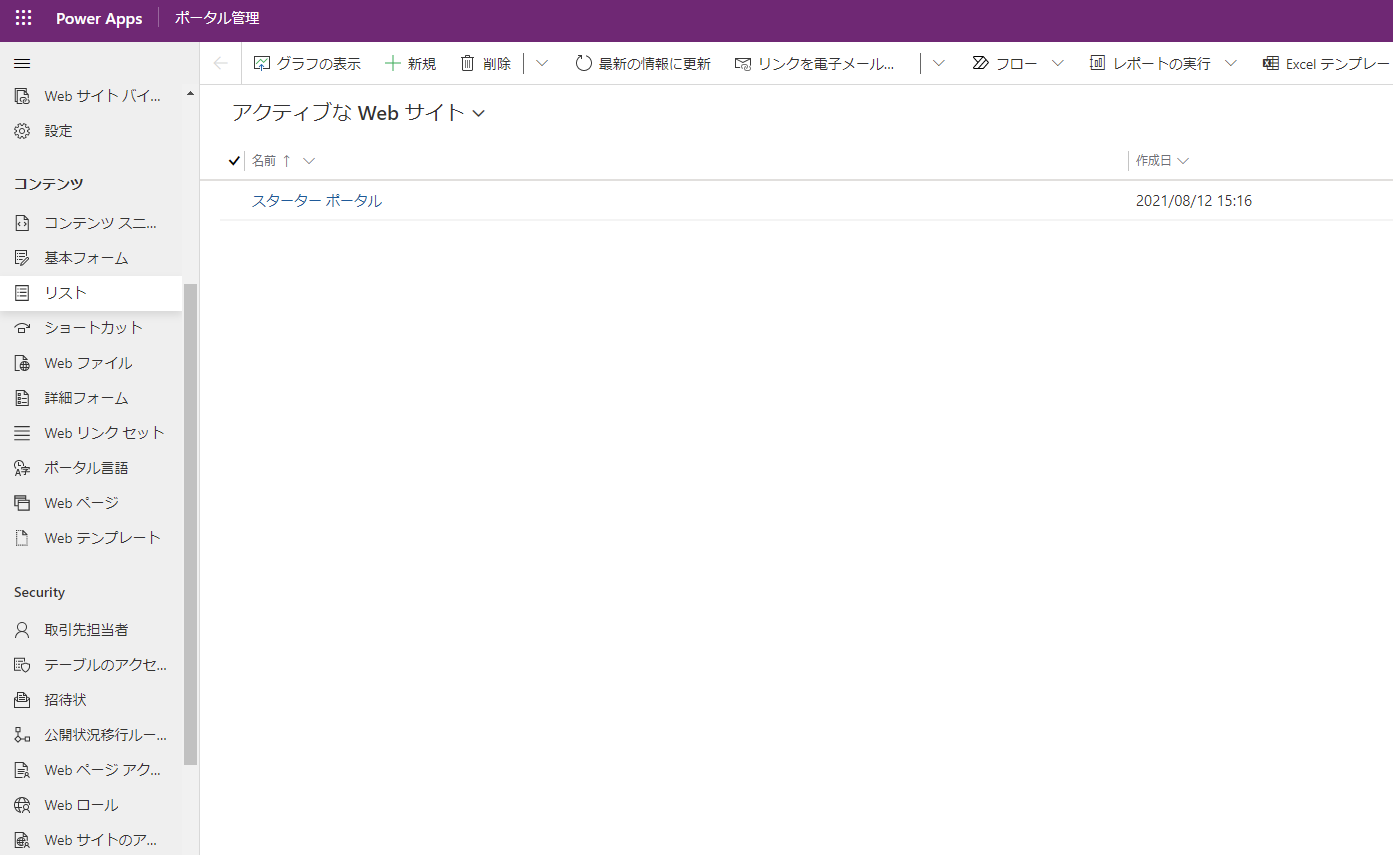 Power Apps ポータル管理
グラフの表示 新規 削除 最新の情報に更新 リンクを電子メール... フロー レポートの実行 Excel テンプレー
Web サイト バイ...
設定
コンテンツ
コンテンツ スニ...
基本フォーム
リスト
ショートカット
Web ファイル
詳細フォーム
Web リンク セット
ポータル言語
Web ページ
Web テンプレート
Security
取引先担当者
テーブルのアクセ...
招待状
公開状況移行ルー...
Web ページ アク...
Web ロール
Web サイトのア...
アクティブな Web サイト
名前 ↑ 作成日
スターター ポータル 2021/08/12 15:16